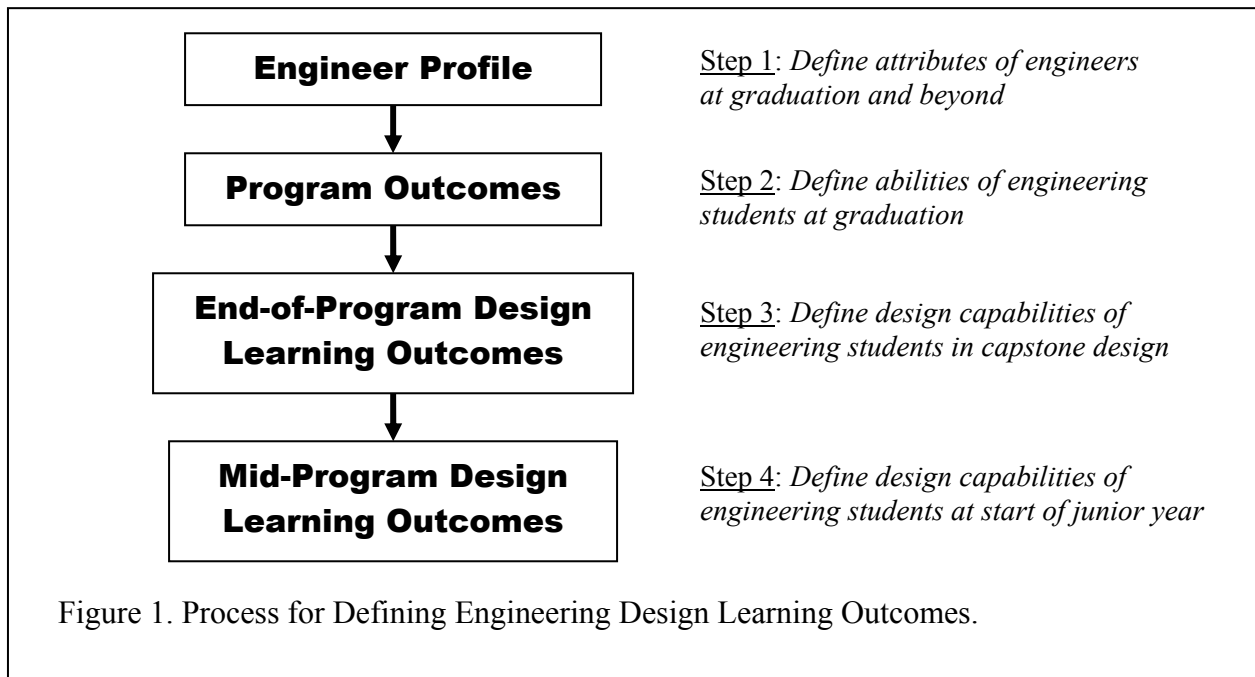 Engineer Profile
Step 1: Define attributes of engineers
at graduation and beyond
Program Outcomes
Step 2: Define abilities of engineering
students at graduation
End-of-Program Design
Learning Outcomes
Step 3: Define design capabilities of
engineering students in capstone design
Mid-Program Design
Learning Outcomes
Step 4: Define design capabilities of
engineering students at start of junior year
Figure 1. Process for Defining Engineering Design Learning Outcomes.